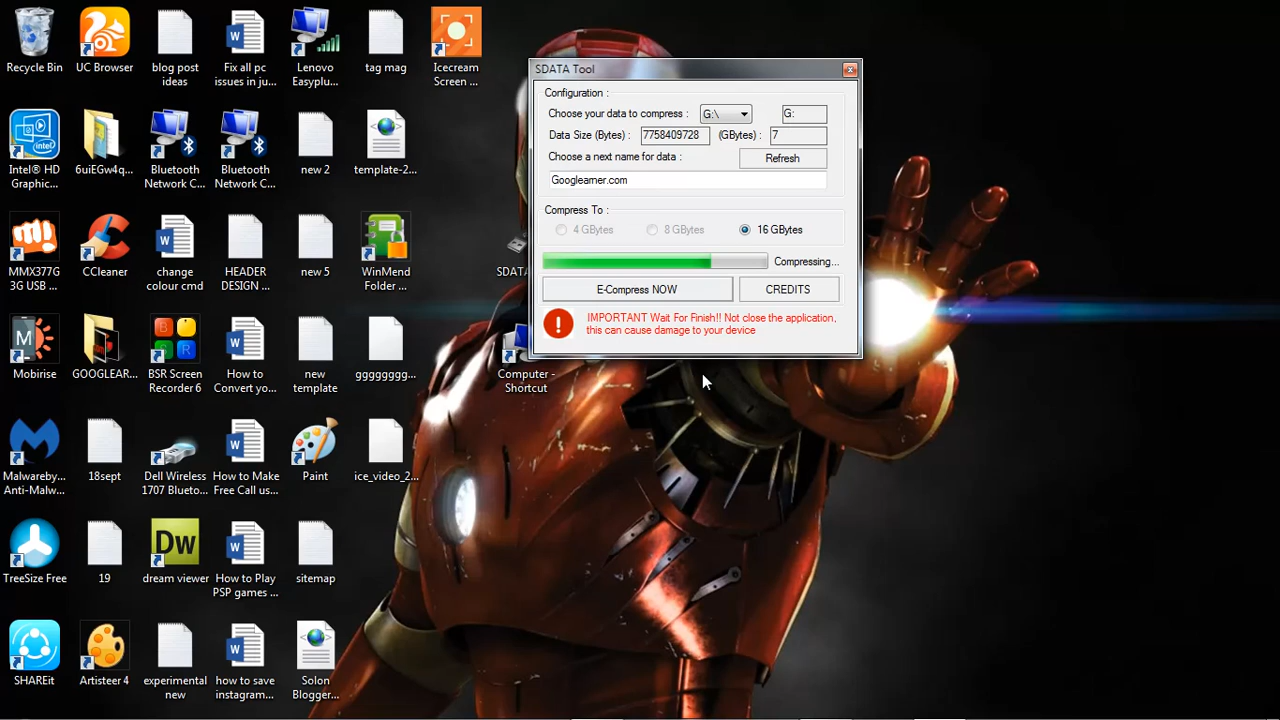 Recycle Bin
UC Browser
blog post
ideas
Fix all pc
issues in ju...
Lenovo
Easyplu...
tag mag
Icecream
Screen ...
Intel® HD
Graphic...
6uiEGw4q...
Bluetooth
Network C...
Bluetooth
Network C...
new 2
template-2...
MMX377G
3G USB ...
CCleaner
change
colour cmd
HEADER
DESIGN ...
new 5
WinMend
Folder ...
SDATA
Mobirise
GOOGLEAR...
BSR Screen
Recorder 6
How to
Convert yo...
new
template
gggggggg...
Computer -
Shortcut
Malwareby...
Anti-Malw...
18sept
Dell Wireless
1707 Blueto...
How to Make
Free Call us...
Paint
ice_video_2...
TreeSize Free
19
Dw
dream viewer
How to Play
PSP games ...
sitemap
SHAREit
Artisteer 4
experimental
new
how to save
instagram...
Solon
Blogger...
SDATA Tool
Configuration :
Choose your data to compress : G:\ G:
Data Size (Bytes) : 7758409728 (GBytes) : 7
Choose a next name for data : Refresh
Googlearner.com
Compress To :
4 GBytes 8 GBytes 16 GBytes
Compressing...
E-Compress NOW CREDITS
IMPORTANT Wait For Finish!! Not close the application,
this can cause damage to your device